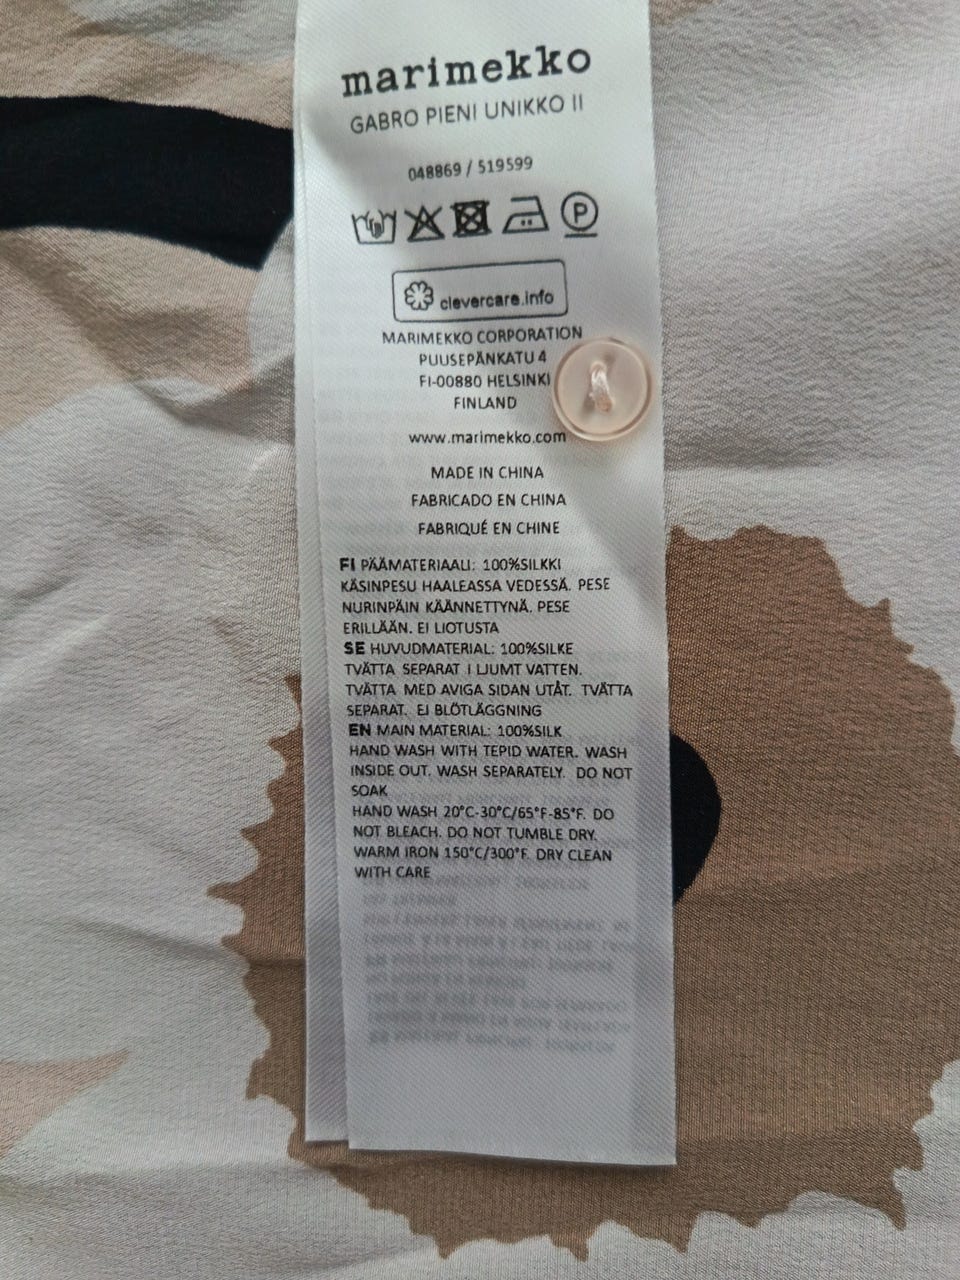 marimekko
GABRO PIENI UNIKKO II
048869 / 519599
P
clevercare.info
MARIMEKKO CORPORATION
PUUSEPÄNKATU 4
FI-00880 HELSINKI
FINLAND
www.marimekko.com
MADE IN CHINA
FABRICADO EN CHINA
FABRIQUÉ EN CHINE
FI PÄÄMATERIAALI: 100%SILKKI
KÄSINPESU HAALEASSA VEDESSÄ. PESE
NURINPÄIN KÄÄNNETTYNÄ. PESE
ERILLÄÄN. EI LIOTUSTA
SE HUVUDMATERIAL: 100%SILKE
TVÄTTA SEPARAT I LJUMT VATTEN.
TVÄTTA MED AVIGA SIDAN UTÅT. TVÄTTA
SEPARAT. EJ BLÖTLÄGGNING
EN MAIN MATERIAL: 100%SILK
HAND WASH WITH TEPID WATER. WASH
INSIDE OUT. WASH SEPARATELY. DO NOT
SOAK
HAND WASH 20°C-30°C/65°F-85°F. DO
NOT BLEACH. DO NOT TUMBLE DRY.
WARM IRON 150°C/300°F. DRY CLEAN
WITH CARE